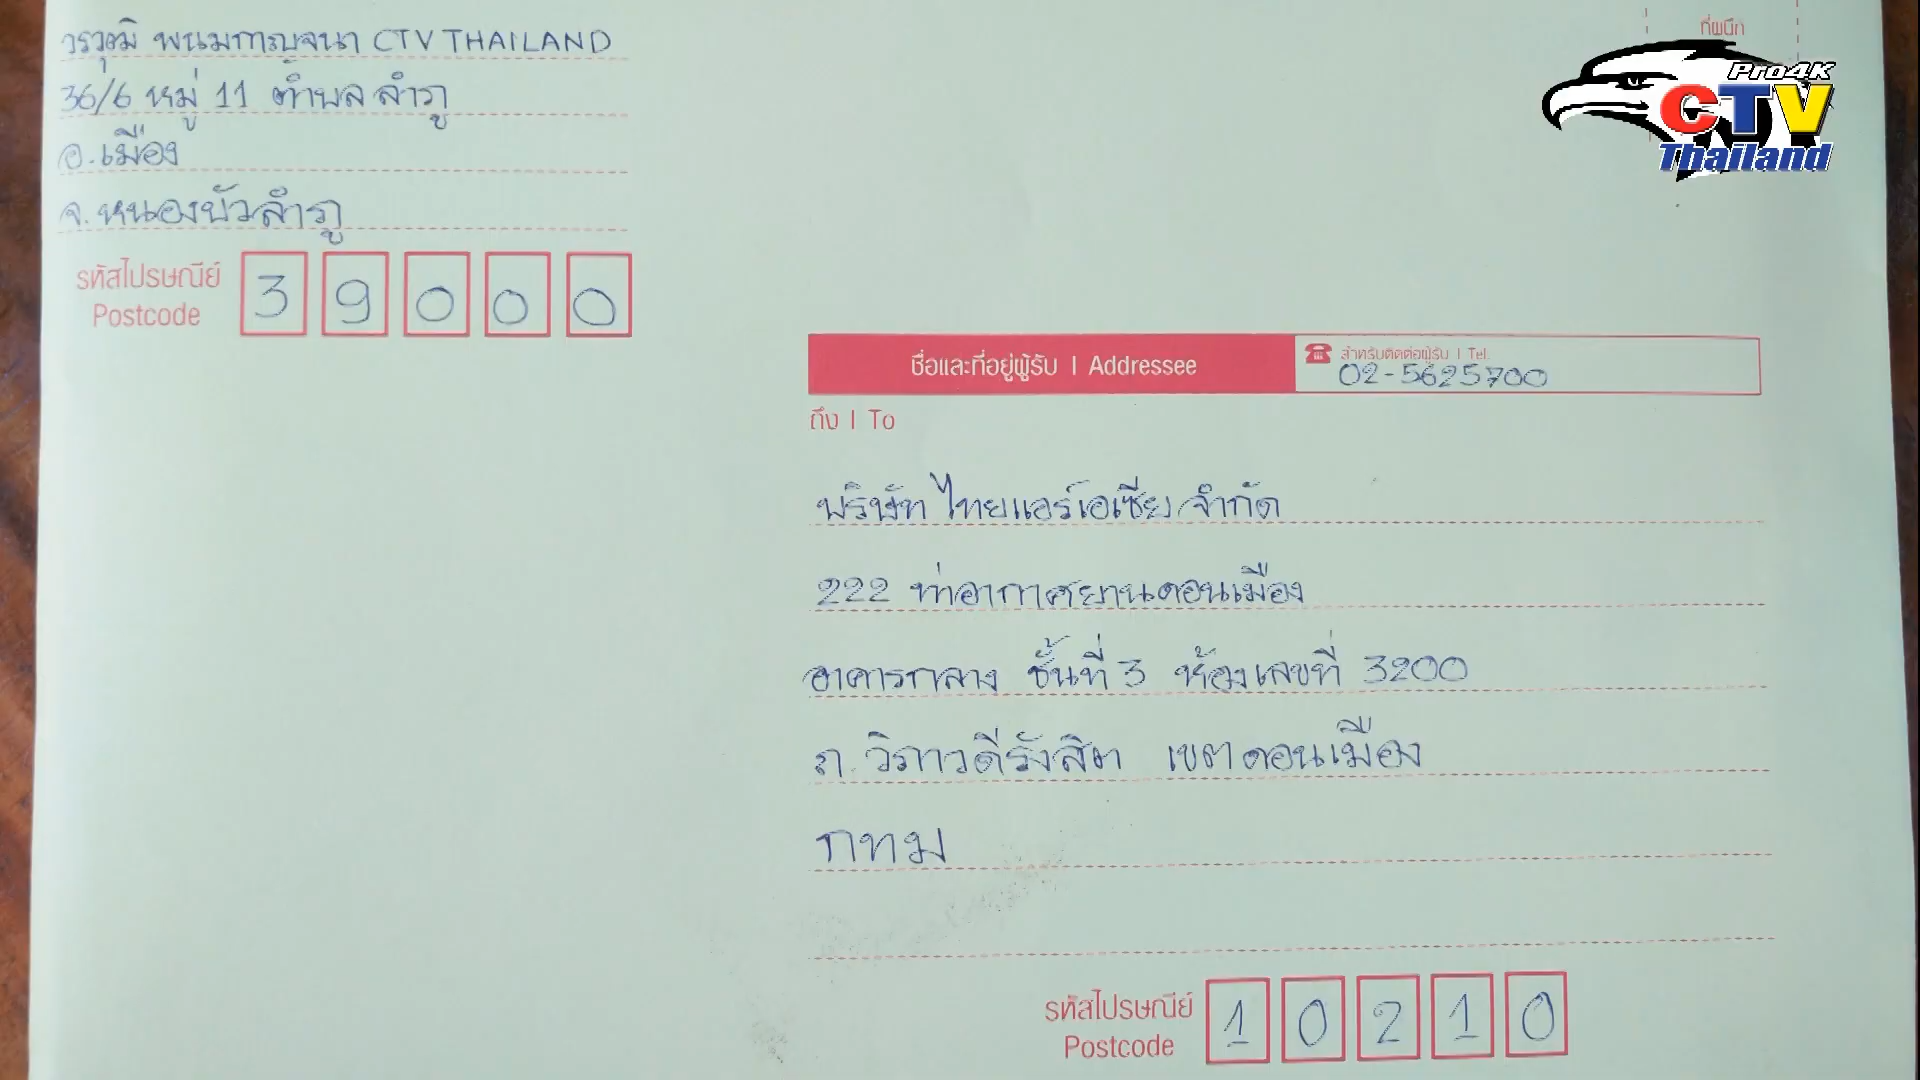 วรวุฒิ พนมกาญจนา CTV THAILAND
36/6 หมู่ 11 ตำบล ลำภู
อ.เมือง
จ.หนองบัวลำภู
รหัสไปรษณีย์
Postcode
3 9 0 0 0
ที่ผนึก
Pro4K
CTV
Thailand
ชื่อและที่อยู่ผู้รับ | Addressee
สำหรับติดต่อผู้รับ | Tel.
02-5625700
ถึง | To
บริษัท ไทยแอร์เอเชีย จำกัด
222 ท่าอากาศยานดอนเมือง
อาคารกลาง ชั้นที่ 3 ห้องเลขที่ 3200
ถ. วิภาวดีรังสิต เขตดอนเมือง
กทม
รหัสไปรษณีย์
Postcode
1 0 2 1 0